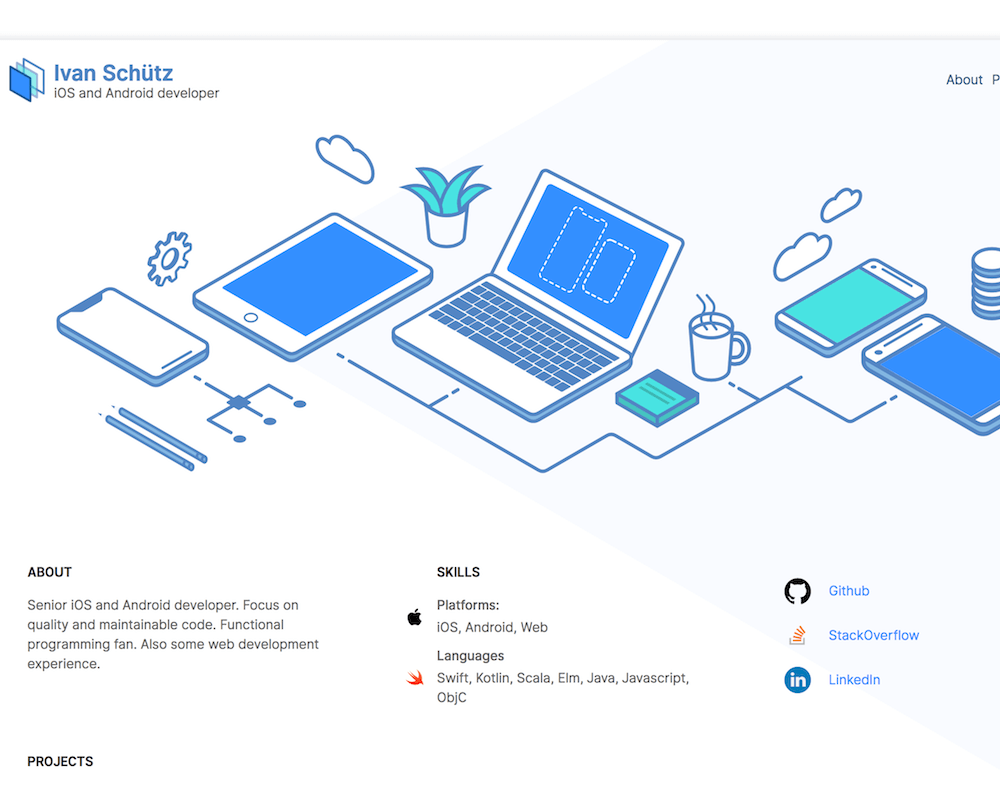 Ivan Schütz
iOS and Android developer
About P
ABOUT
Senior iOS and Android developer. Focus on
quality and maintainable code. Functional
programming fan. Also some web development
experience.
SKILLS
Platforms:
iOS, Android, Web
Languages
Swift, Kotlin, Scala, Elm, Java, Javascript,
ObjC
Github
StackOverflow
in
LinkedIn
PROJECTS